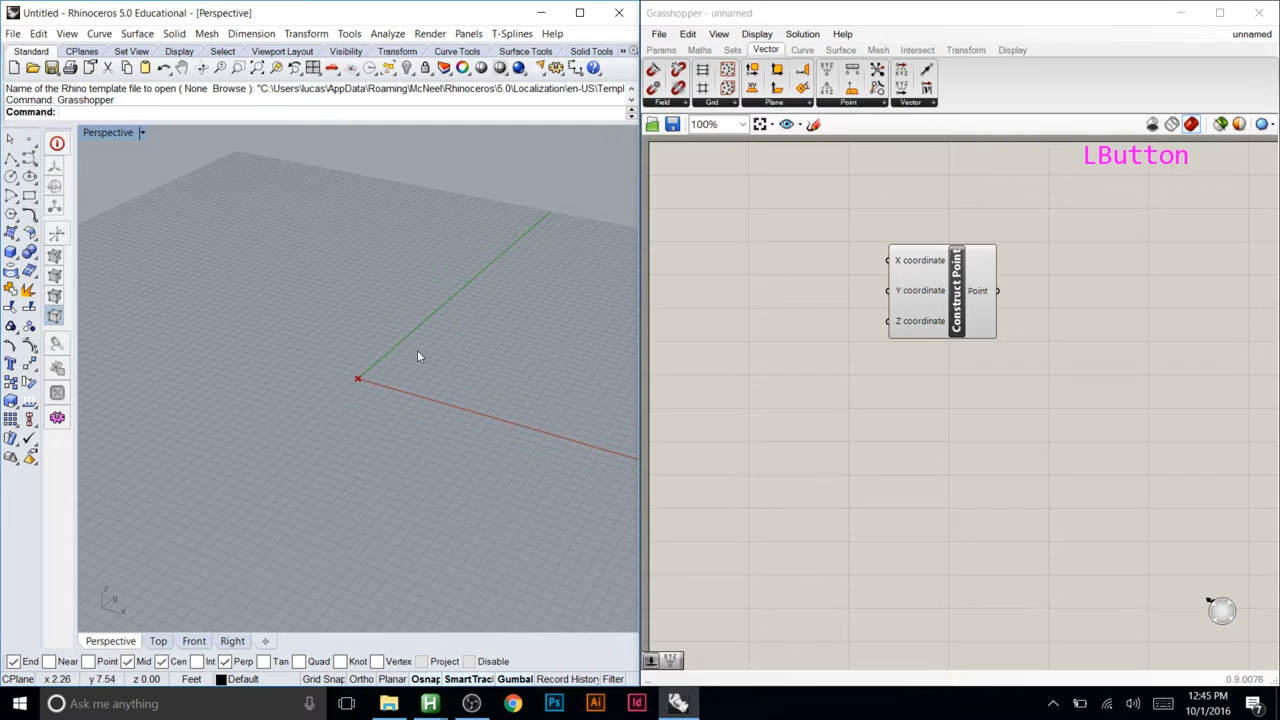 Untitled - Rhinoceros 5.0 Educational - [Perspective]
File Edit View Curve Surface Solid Mesh Dimension Transform Tools Analyze Render Panels T-Splines Help
Standard CPlanes Set View Display Select Viewport Layout Visibility Transform Curve Tools Surface Tools Solid Tools
Name of the Rhino template file to open ( None Browse ): "C:\Users\lucas\AppData\Roaming\McNeel\Rhinoceros\5.0\Localization\en-US\Templ
Command: Grasshopper
Command:
Perspective
z
y
x
Perspective Top Front Right
End Near Point Mid Cen Int Perp Tan Quad Knot Vertex Project Disable
CPlane x 2.26 y 7.54 z 0.00 Feet Default Grid Snap Ortho Planar Osnap SmartTrac Gumbal Record History Filter
Grasshopper - unnamed
File Edit View Display Solution Help unnamed
Params Maths Sets Vector Curve Surface Mesh Intersect Transform Display
Field Grid Plane Point Vector
100%
LButton
X coordinate
Y coordinate
Z coordinate
Construct Point
Point
0.9.0076
Ask me anything
Ps Ai Id
12:45 PM
10/1/2016
7